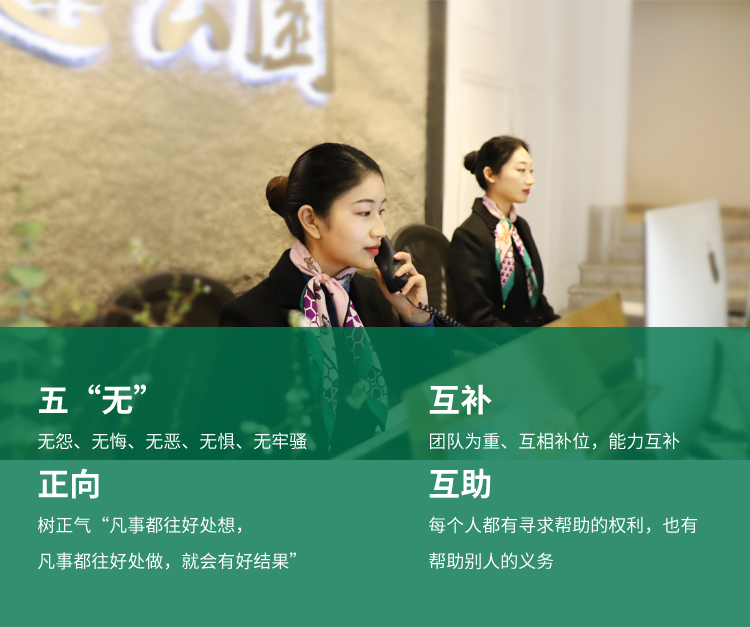 公園
五“无”
无怨、无悔、无恶、无惧、无牢骚
互补
团队为重、互相补位，能力互补
正向
树正气“凡事都往好处想，
凡事都往好处做，就会有好结果”
互助
每个人都有寻求帮助的权利，也有
帮助别人的义务